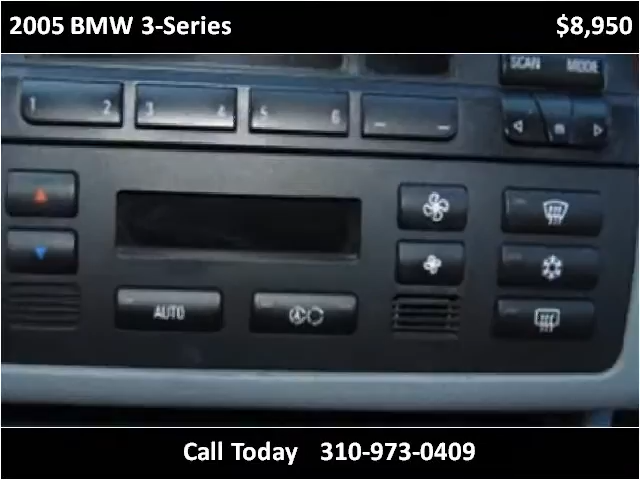 2005 BMW 3-Series $8,950
SCAN MODE
1 2 3 4 5 6
AUTO
Call Today 310-973-0409